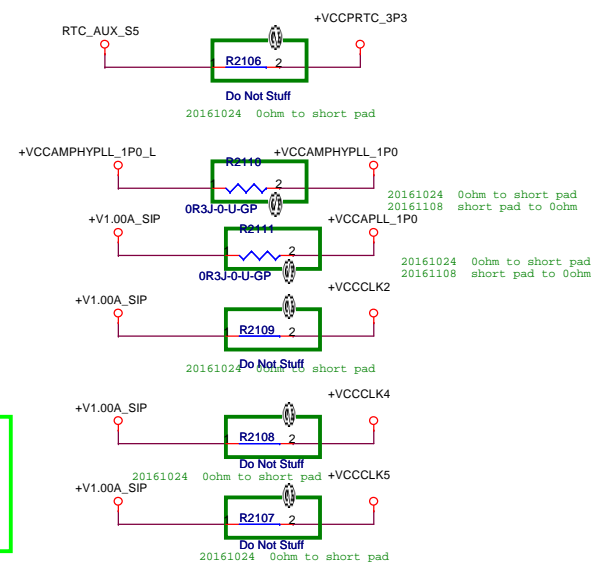 RTC_AUX_S5
+VCCPRTC_3P3
1 R2106 2
Do Not Stuff
20161024 0ohm to short pad
+VCCAMPHYPLL_1P0_L
+VCCAMPHYPLL_1P0
R2110
1 2
0R3J-0-U-GP
20161024 0ohm to short pad
20161108 short pad to 0ohm
+V1.00A_SIP
+VCCAPLL_1P0
R2111
1 2
0R3J-0-U-GP
20161024 0ohm to short pad
20161108 short pad to 0ohm
+V1.00A_SIP
+VCCCLK2
1 R2109 2
Do Not Stuff
20161024 0ohm to short pad
+V1.00A_SIP
+VCCCLK4
1 R2108 2
Do Not Stuff
20161024 0ohm to short pad
+V1.00A_SIP
+VCCCLK5
1 R2107 2
Do Not Stuff
20161024 0ohm to short pad